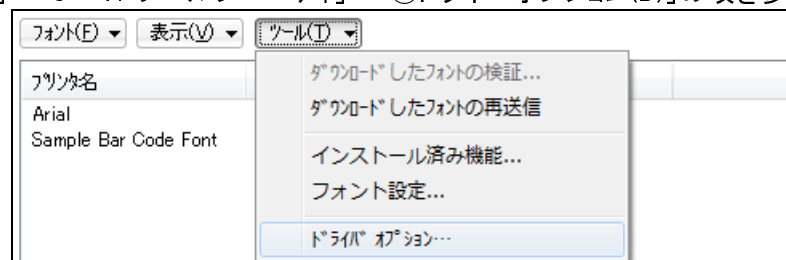 フォント(F) ▼ 表示(V) ▼ ツール(T) ▼
プリンタ名
Arial
Sample Bar Code Font
ﾀﾞｳﾝﾛｰﾄﾞしたﾌｫﾝﾄの検証...
ﾀﾞｳﾝﾛｰﾄﾞしたﾌｫﾝﾄの再送信
インストール済み機能...
フォント設定...
ﾄﾞﾗｲﾊﾞ ｵﾌﾟｼｮﾝ…